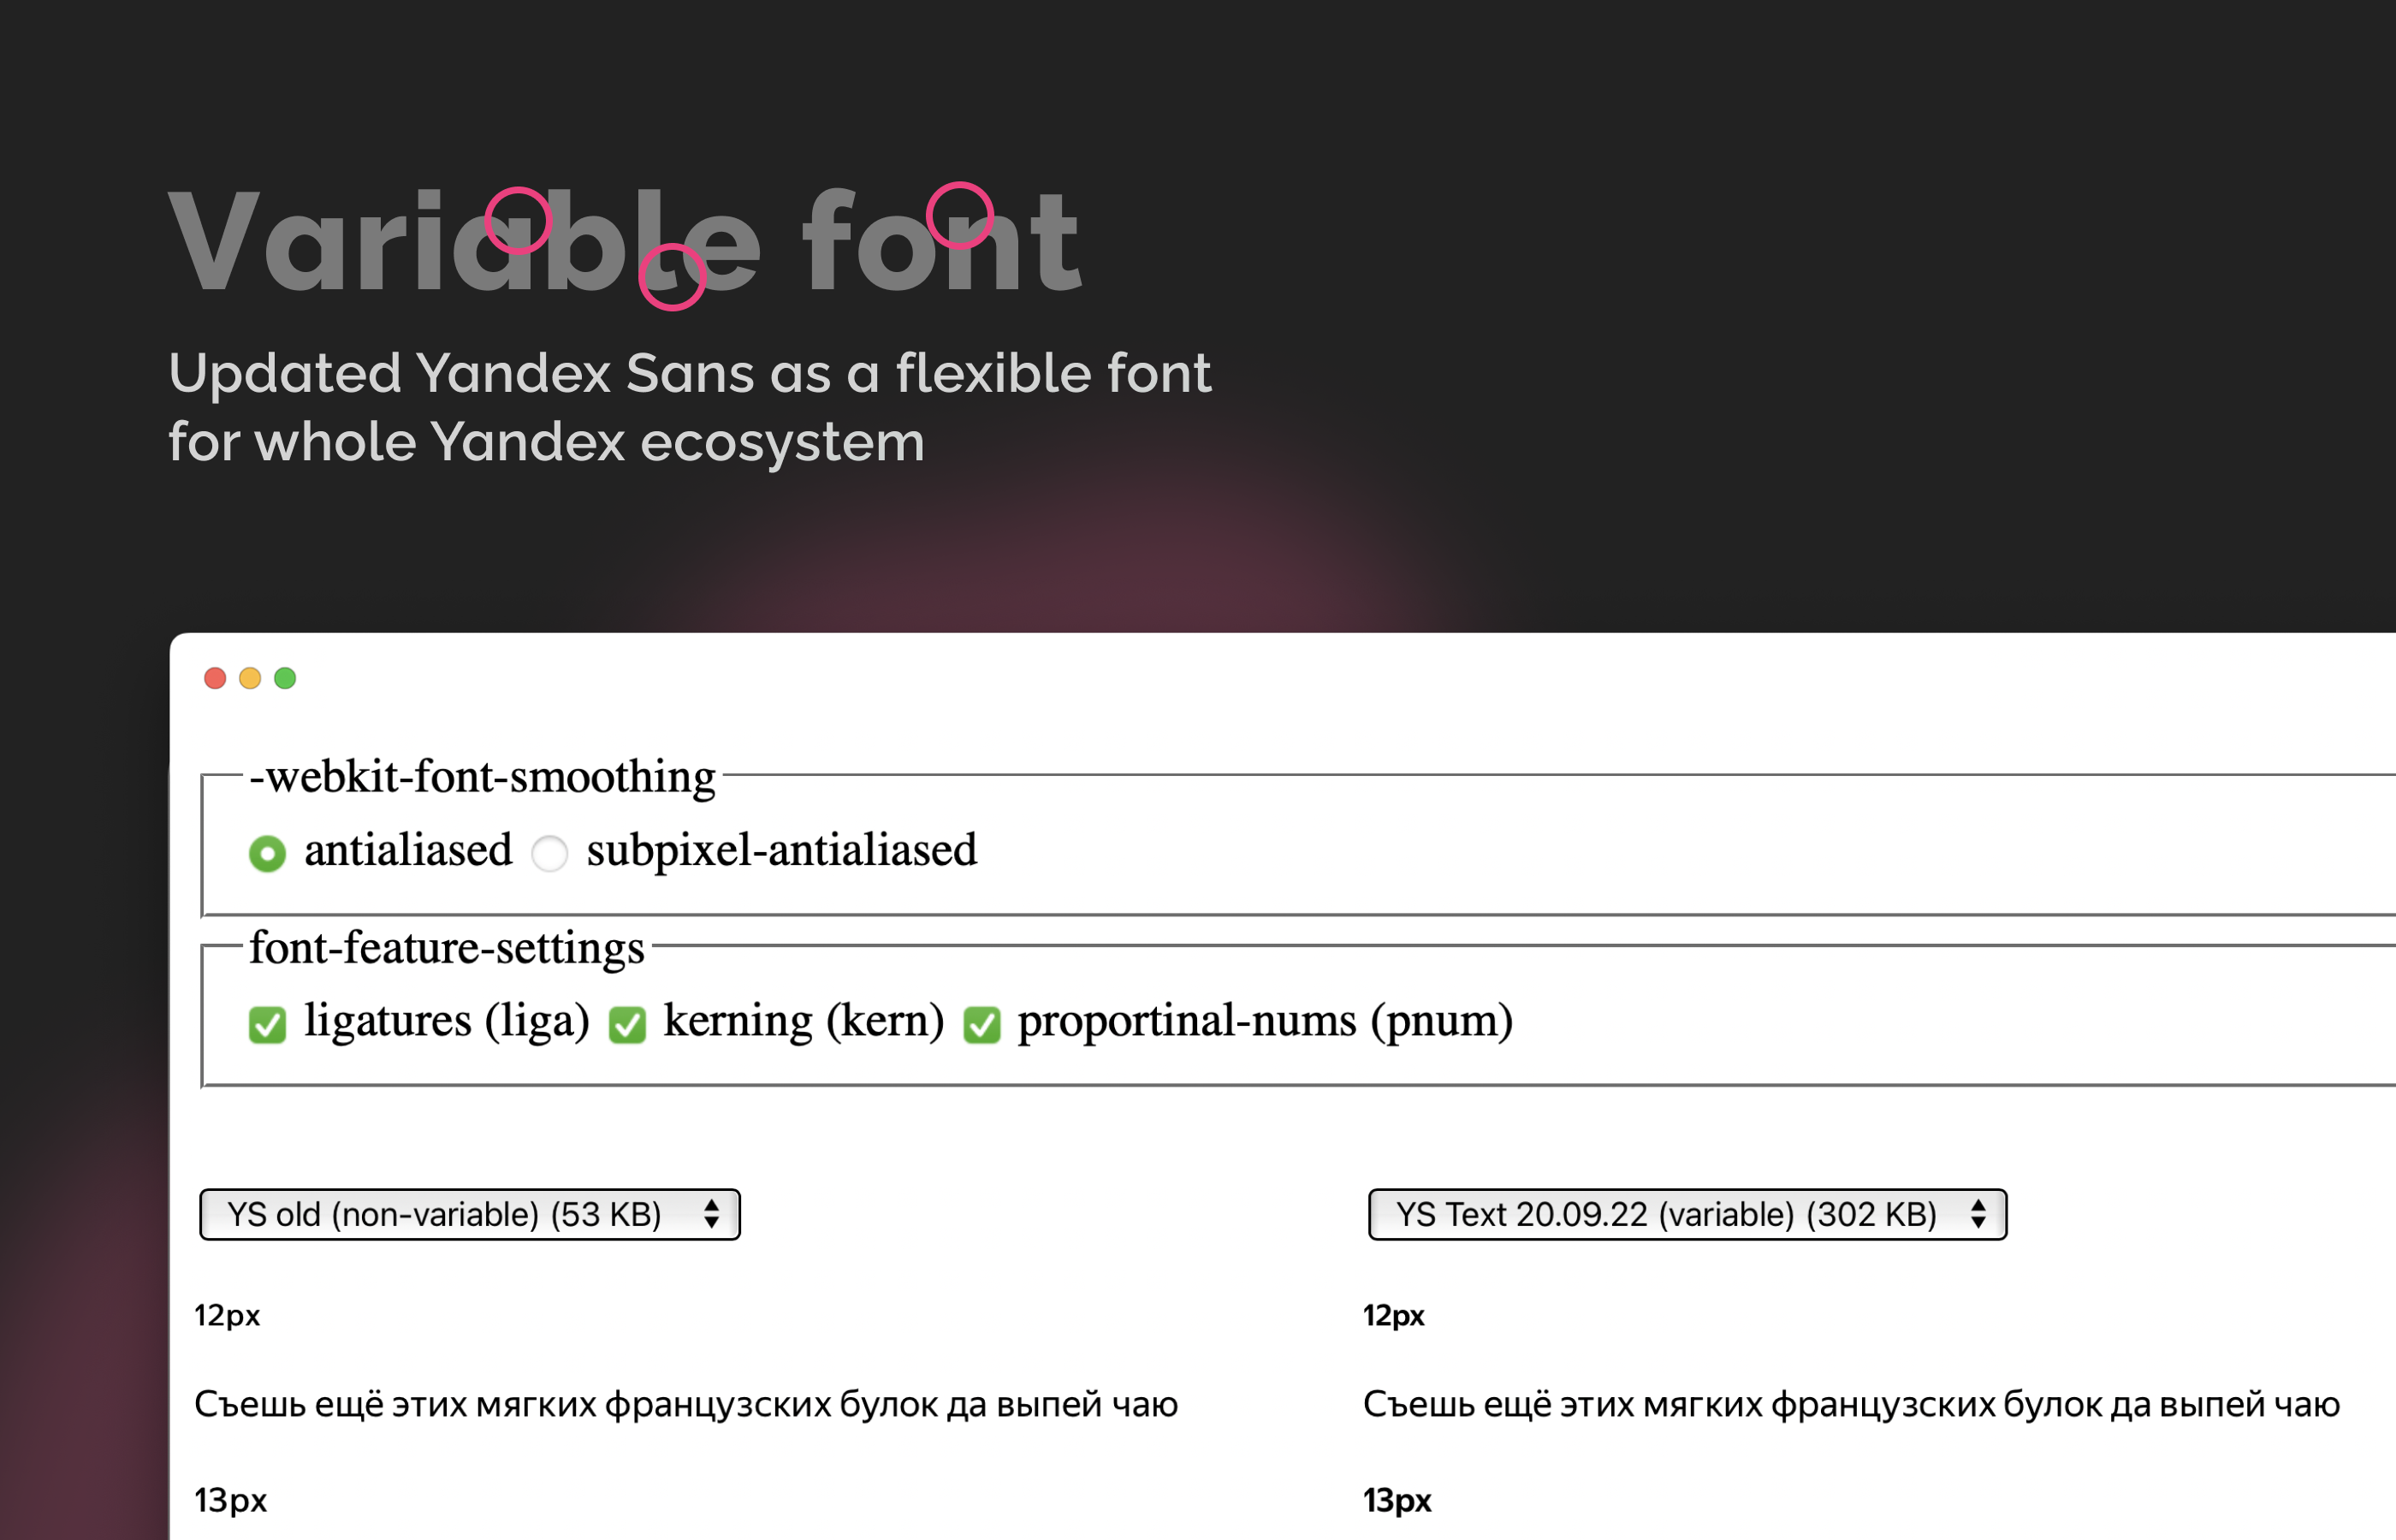 Variable font
Updated Yandex Sans as a flexible font
for whole Yandex ecosystem
-webkit-font-smoothing
antialiased subpixel-antialiased
font-feature-settings
ligatures (liga) kerning (kern) proportinal-nums (pnum)
YS old (non-variable) (53 KB)
YS Text 20.09.22 (variable) (302 KB)
12px
12px
Съешь ещё этих мягких французских булок да выпей чаю
Съешь ещё этих мягких французских булок да выпей чаю
13px
13px